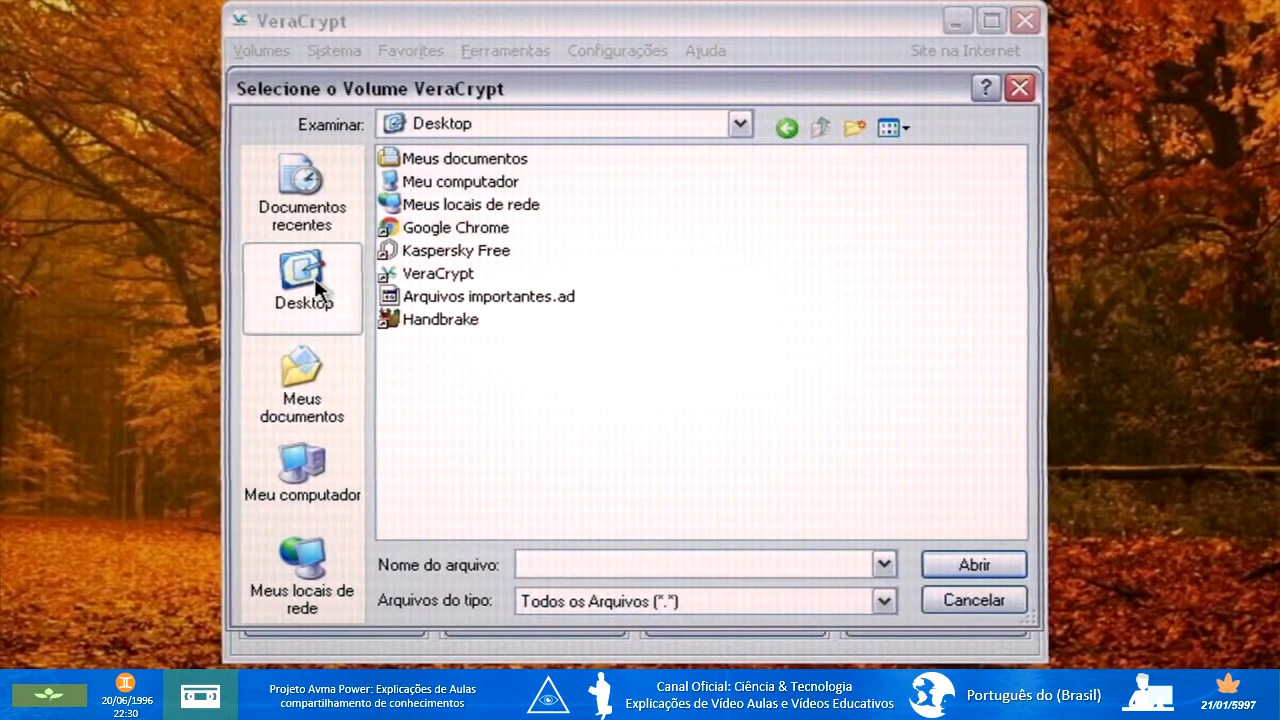 VeraCrypt
Volumes Sistema Favorites Ferramentas Configurações Ajuda Site na Internet
Selecione o Volume VeraCrypt
Examinar: Desktop
Documentos
recentes
Desktop
Meus
documentos
Meu computador
Meus locais de
rede
Meus documentos
Meu computador
Meus locais de rede
Google Chrome
Kaspersky Free
VeraCrypt
Arquivos importantes.ad
Handbrake
Nome do arquivo:
Abrir
Arquivos do tipo: Todos os Arquivos (*.*)
Cancelar
20/06/1996
22:30
Projeto Avma Power: Explicações de Aulas
compartilhamento de conhecimentos
Canal Oficial: Ciência & Tecnologia
Explicações de Vídeo Aulas e Vídeos Educativos
Português do (Brasil)
21/01/5997